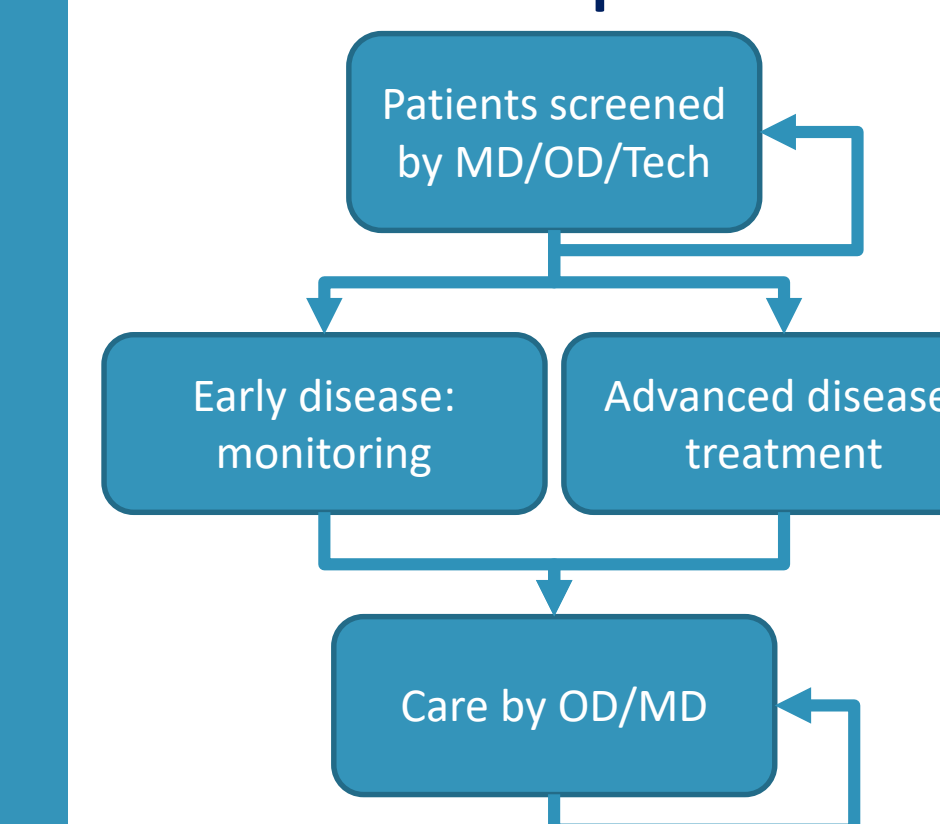 Patients screened
by MD/OD/Tech
Early disease:
monitoring
Advanced disease
treatment
Care by OD/MD